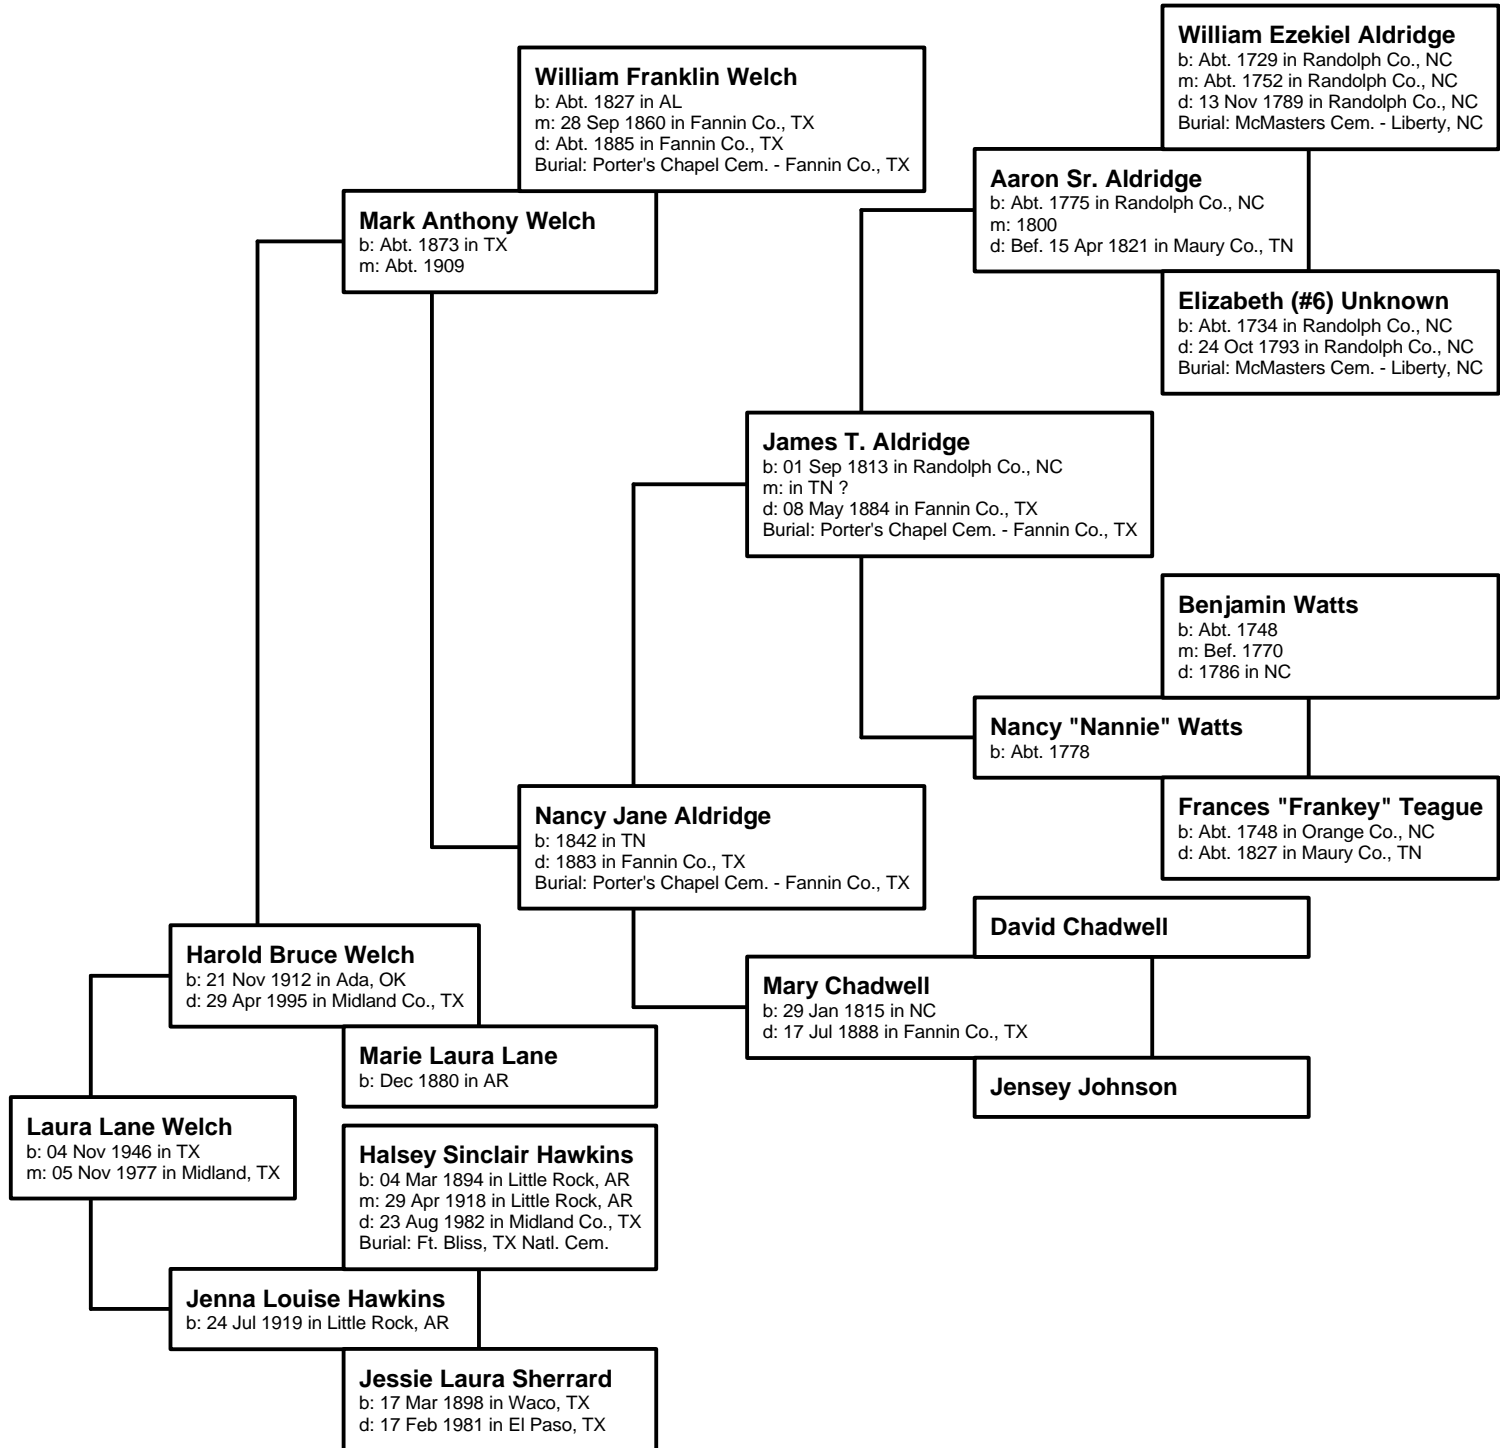 William Ezekiel Aldridge
b: Abt. 1729 in Randolph Co., NC
m: Abt. 1752 in Randolph Co., NC
d: 13 Nov 1789 in Randolph Co., NC
Burial: McMasters Cem. - Liberty, NC
William Franklin Welch
b: Abt. 1827 in AL
m: 28 Sep 1860 in Fannin Co., TX
d: Abt. 1885 in Fannin Co., TX
Burial: Porter's Chapel Cem. - Fannin Co., TX
Aaron Sr. Aldridge
b: Abt. 1775 in Randolph Co., NC
m: 1800
d: Bef. 15 Apr 1821 in Maury Co., TN
Mark Anthony Welch
b: Abt. 1873 in TX
m: Abt. 1909
Elizabeth (#6) Unknown
b: Abt. 1734 in Randolph Co., NC
d: 24 Oct 1793 in Randolph Co., NC
Burial: McMasters Cem. - Liberty, NC
James T. Aldridge
b: 01 Sep 1813 in Randolph Co., NC
m: in TN ?
d: 08 May 1884 in Fannin Co., TX
Burial: Porter's Chapel Cem. - Fannin Co., TX
Benjamin Watts
b: Abt. 1748
m: Bef. 1770
d: 1786 in NC
Nancy "Nannie" Watts
b: Abt. 1778
Frances "Frankey" Teague
b: Abt. 1748 in Orange Co., NC
d: Abt. 1827 in Maury Co., TN
Nancy Jane Aldridge
b: 1842 in TN
d: 1883 in Fannin Co., TX
Burial: Porter's Chapel Cem. - Fannin Co., TX
David Chadwell
Harold Bruce Welch
b: 21 Nov 1912 in Ada, OK
d: 29 Apr 1995 in Midland Co., TX
Mary Chadwell
b: 29 Jan 1815 in NC
d: 17 Jul 1888 in Fannin Co., TX
Marie Laura Lane
b: Dec 1880 in AR
Jensey Johnson
Laura Lane Welch
b: 04 Nov 1946 in TX
m: 05 Nov 1977 in Midland, TX
Halsey Sinclair Hawkins
b: 04 Mar 1894 in Little Rock, AR
m: 29 Apr 1918 in Little Rock, AR
d: 23 Aug 1982 in Midland Co., TX
Burial: Ft. Bliss, TX Natl. Cem.
Jenna Louise Hawkins
b: 24 Jul 1919 in Little Rock, AR
Jessie Laura Sherrard
b: 17 Mar 1898 in Waco, TX
d: 17 Feb 1981 in El Paso, TX